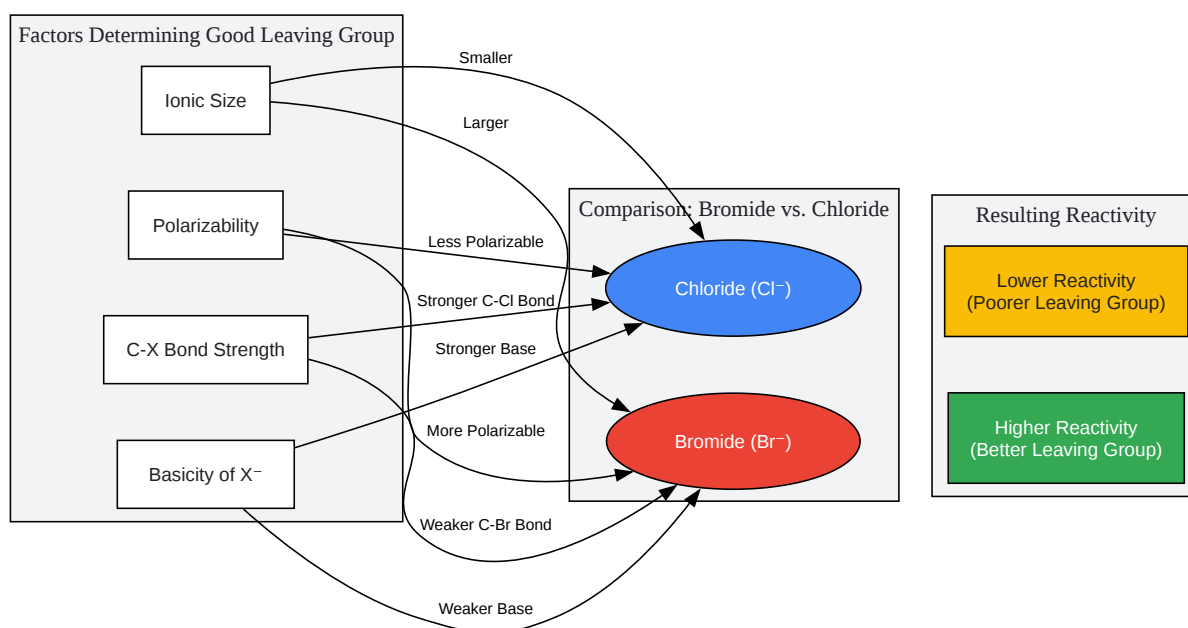 Factors Determining Good Leaving Group
Ionic Size
Polarizability
C-X Bond Strength
Basicity of X⁻
Smaller
Larger
Less Polarizable
Stronger C-Cl Bond
Stronger Base
More Polarizable
Weaker C-Br Bond
Weaker Base
Comparison: Bromide vs. Chloride
Chloride (Cl⁻)
Bromide (Br⁻)
Resulting Reactivity
Lower Reactivity
(Poorer Leaving Group)
Higher Reactivity
(Better Leaving Group)